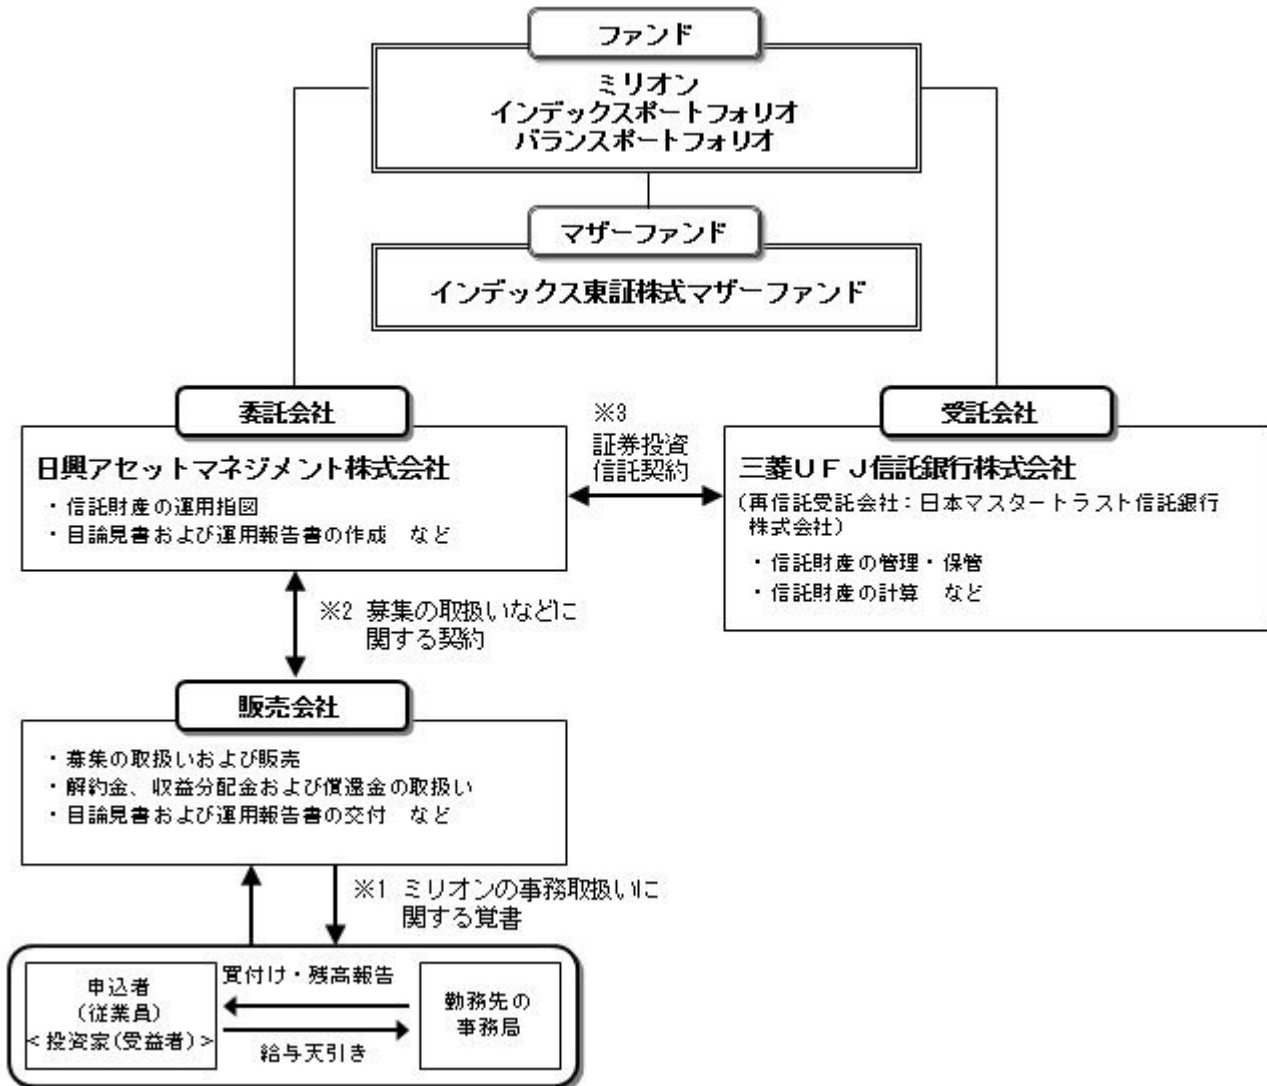 ファンド
ミリオン
インデックスポートフォリオ
バランスポートフォリオ
マザーファンド
インデックス東証株式マザーファンド
委託会社
日興アセットマネジメント株式会社
・信託財産の運用指図
・目論見書および運用報告書の作成　など
※3
証券投資
信託契約
受託会社
三菱ＵＦＪ信託銀行株式会社
（再信託受託会社：日本マスタートラスト信託銀行
株式会社）
・信託財産の管理・保管
・信託財産の計算　など
※2 募集の取扱いなどに
関する契約
販売会社
・募集の取扱いおよび販売
・解約金、収益分配金および償還金の取扱い
・目論見書および運用報告書の交付　など
※1 ミリオンの事務取扱いに
関する覚書
申込者
（従業員）
＜投資家（受益者）＞
買付け・残高報告
給与天引き
勤務先の
事務局